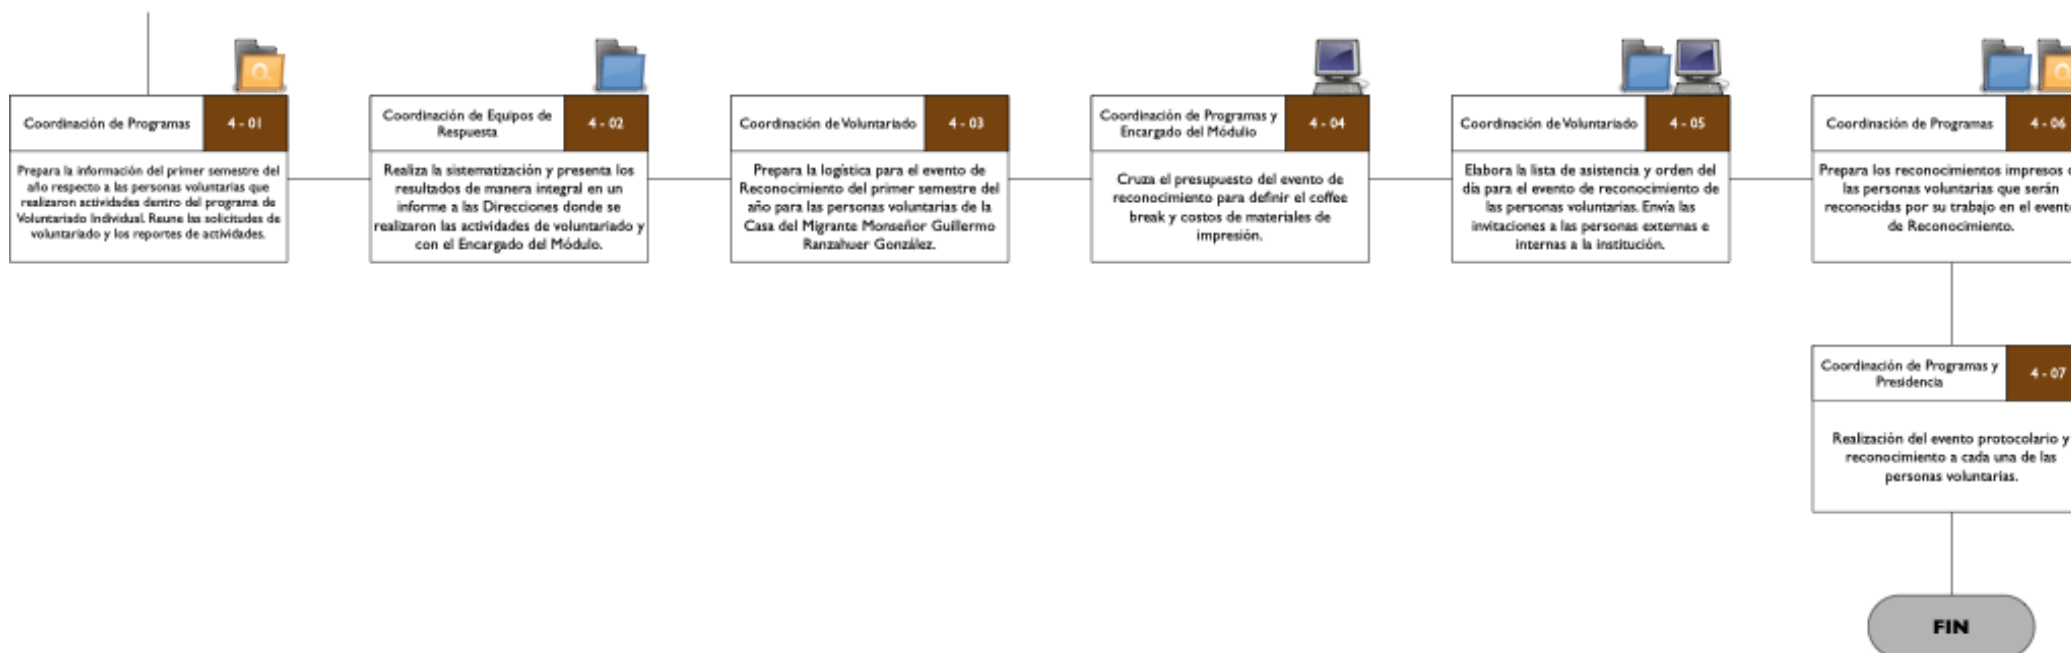 Coordinación de Programas
4 - 01
Prepara la información del primer semestre del
año respecto a las personas voluntarias que
realizaron actividades dentro del programa de
Voluntariado Individual. Reune las solicitudes de
voluntariado y los reportes de actividades.
Coordinación de Equipos de
Respuesta
4 - 02
Realiza la sistematización y presenta los
resultados de manera integral en un
informe a las Direcciones donde se
realizaron las actividades de voluntariado y
con el Encargado del Módulo.
Coordinación de Voluntariado
4 - 03
Prepara la logística para el evento de
Reconocimiento del primer semestre del
año para las personas voluntarias de la
Casa del Migrante Monseñor Guillermo
Ranzahuer González.
Coordinación de Programas y
Encargado del Módulio
4 - 04
Cruza el presupuesto del evento de
reconocimiento para definir el coffee
break y costos de materiales de
impresión.
Coordinación de Voluntariado
4 - 05
Elabora la lista de asistencia y orden del
día para el evento de reconocimiento de
las personas voluntarias. Envía las
invitaciones a las personas externas e
internas a la institución.
Coordinación de Programas
4 - 06
Prepara los reconocimientos impresos
las personas voluntarias que serán
reconocidas por su trabajo en el evento
de Reconocimiento.
Coordinación de Programas y
Presidencia
4 - 07
Realización del evento protocolario y
reconocimiento a cada una de las
personas voluntarias.
FIN